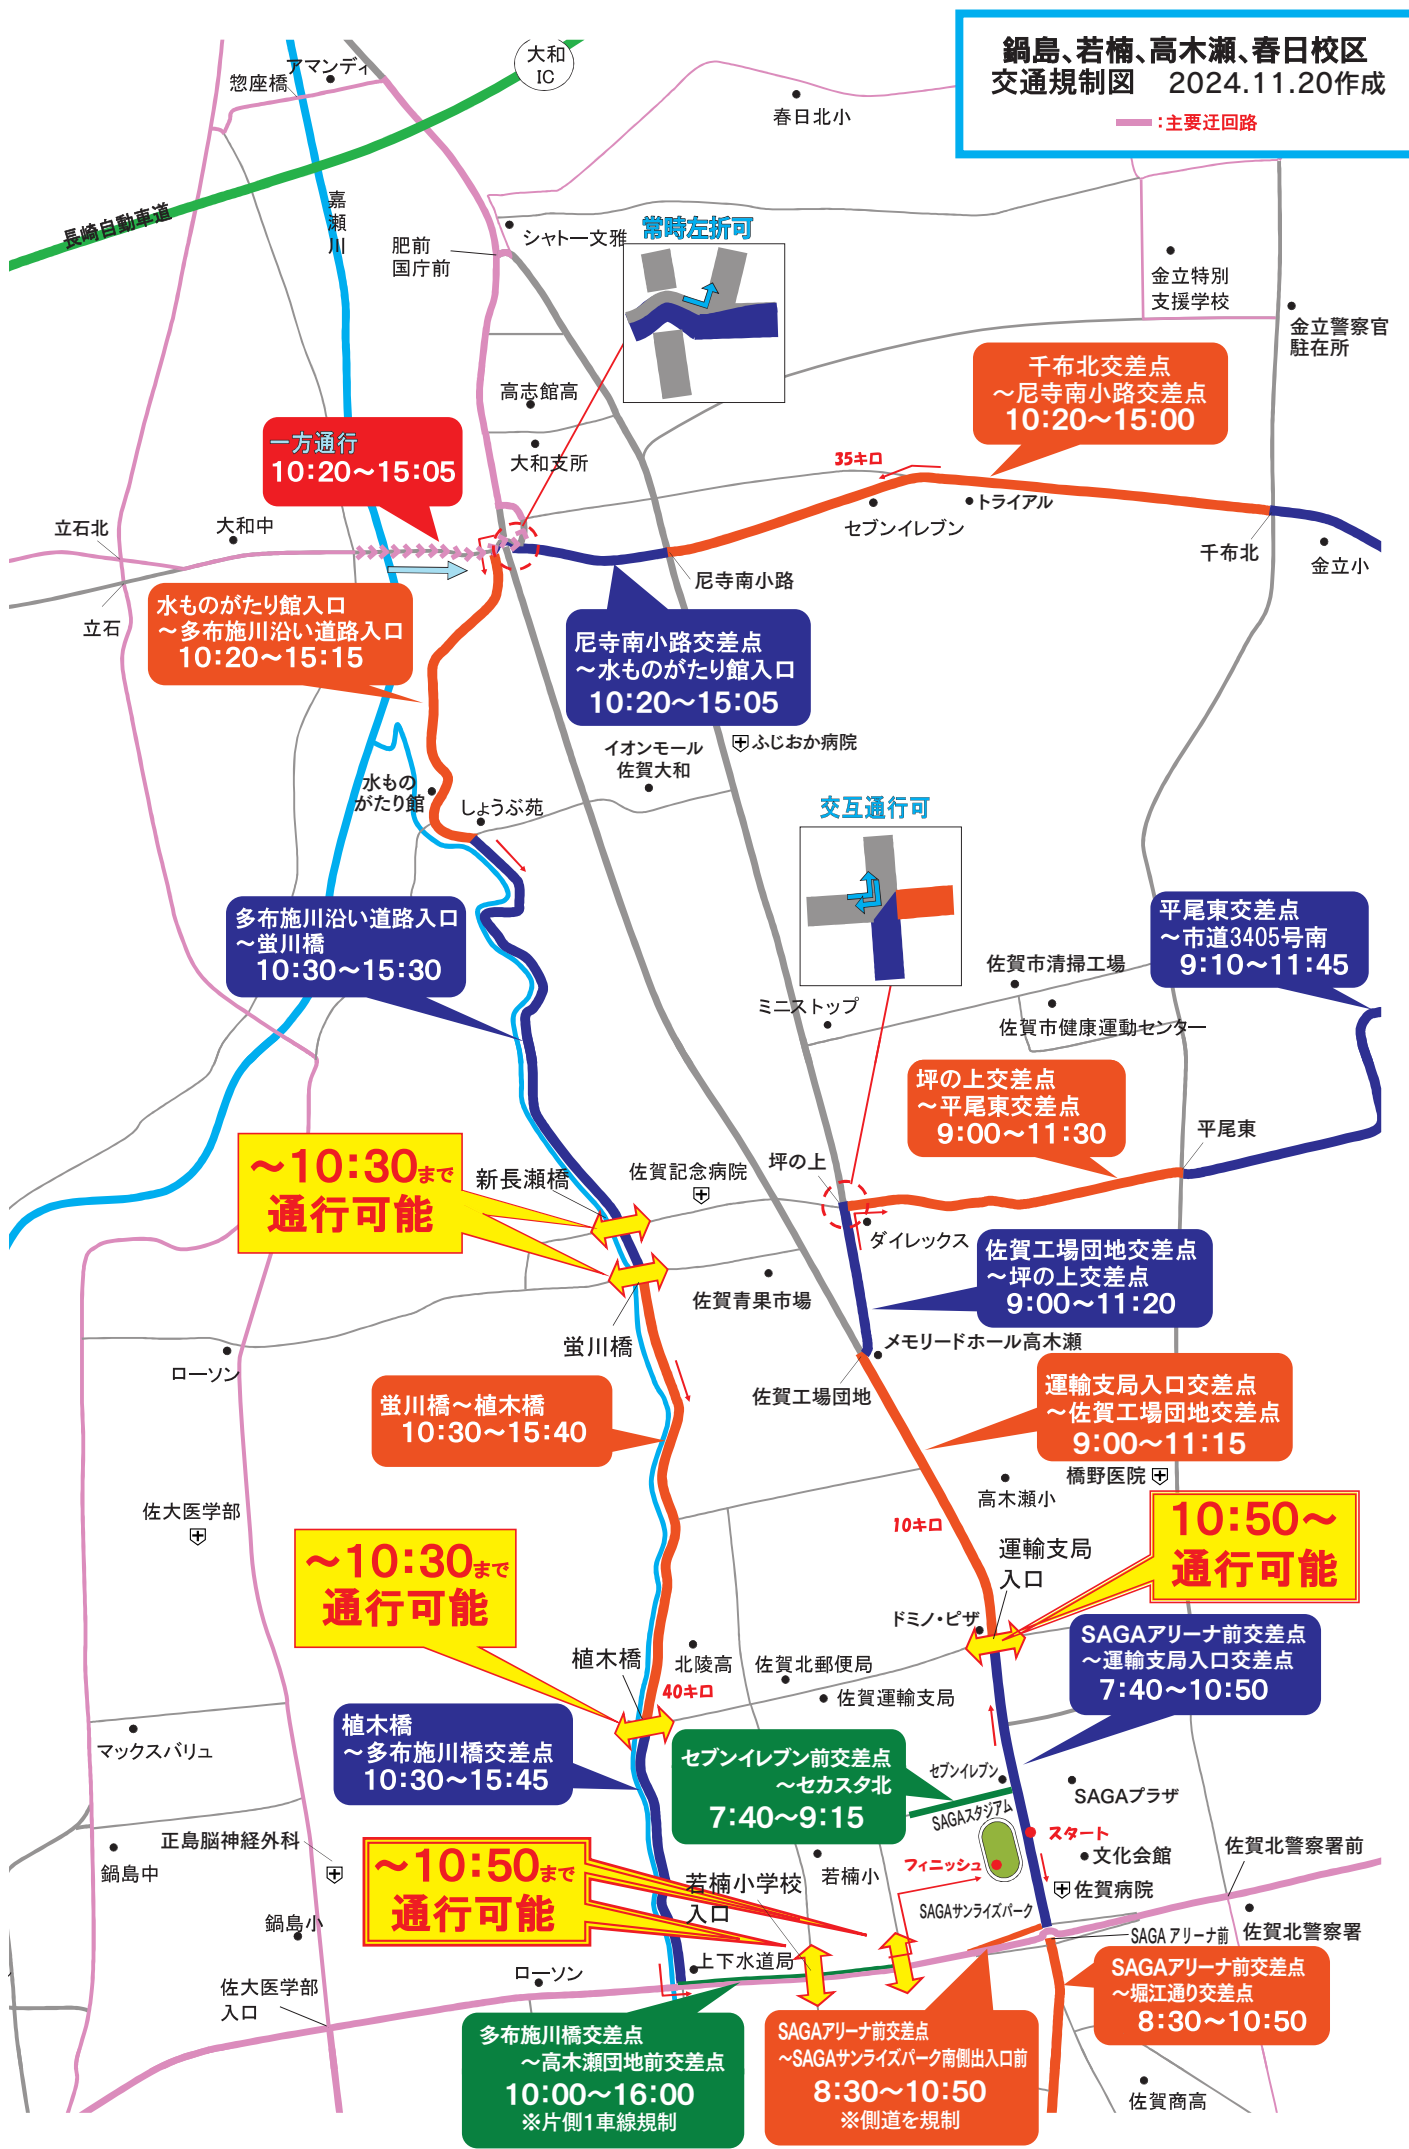 鍋島、若楠、高木瀬、春日校区
交通規制図　2024.11.20作成
：主要迂回路
大和
IC
アマンディ
惣座橋
春日北小
長崎自動車道
嘉瀬川
肥前
国庁前
シャトー文雅
常時左折可
金立特別
支援学校
金立警察官
駐在所
千布北交差点
～尼寺南小路交差点
10:20～15:00
高志館高
大和支所
一方通行
10:20～15:05
35キロ
セブンイレブン
トライアル
立石北
大和中
千布北
金立小
立石
尼寺南小路
水ものがたり館入口
～多布施川沿い道路入口
10:20～15:15
尼寺南小路交差点
～水ものがたり館入口
10:20～15:05
イオンモール
佐賀大和
ふじおか病院
水もの
がたり館
しょうぶ苑
交互通行可
多布施川沿い道路入口
～蛍川橋
10:30～15:30
平尾東交差点
～市道3405号南
9:10～11:45
佐賀市清掃工場
ミニストップ
佐賀市健康運動センター
坪の上交差点
～平尾東交差点
9:00～11:30
平尾東
～10:30まで
通行可能
新長瀬橋
佐賀記念病院
坪の上
ダイレックス
佐賀工場団地交差点
～坪の上交差点
9:00～11:20
佐賀青果市場
蛍川橋
メモリードホール高木瀬
ローソン
佐賀工場団地
蛍川橋～植木橋
10:30～15:40
運輸支局入口交差点
～佐賀工場団地交差点
9:00～11:15
橋野医院
高木瀬小
佐大医学部
10キロ
10:50～
通行可能
～10:30まで
通行可能
運輸支局
入口
ドミノ・ピザ
SAGAアリーナ前交差点
～運輸支局入口交差点
7:40～10:50
植木橋
北陵高
佐賀北郵便局
40キロ
佐賀運輸支局
マックスバリュ
植木橋
～多布施川橋交差点
10:30～15:45
セブンイレブン前交差点
～セカスタ北
7:40～9:15
セブンイレブン
SAGAプラザ
SAGAスタジアム
スタート
正島脳神経外科
鍋島中
～10:50まで
通行可能
若楠小
フィニッシュ
文化会館
佐賀北警察署前
若楠小学校
入口
佐賀病院
SAGAサンライズパーク
鍋島小
SAGA アリーナ前
佐賀北警察署
上下水道局
ローソン
佐大医学部
入口
SAGAアリーナ前交差点
～堀江通り交差点
8:30～10:50
多布施川橋交差点
～高木瀬団地前交差点
10:00～16:00
※片側1車線規制
SAGAアリーナ前交差点
～SAGAサンライズパーク南側出入口前
8:30～10:50
※側道を規制
佐賀商高